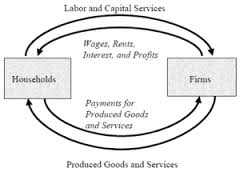 Labor and Capital Services
Wages, Rents,
Interest, and Profits
Households
Firms
Payments for
Produced Goods
and Services
Produced Goods and Services